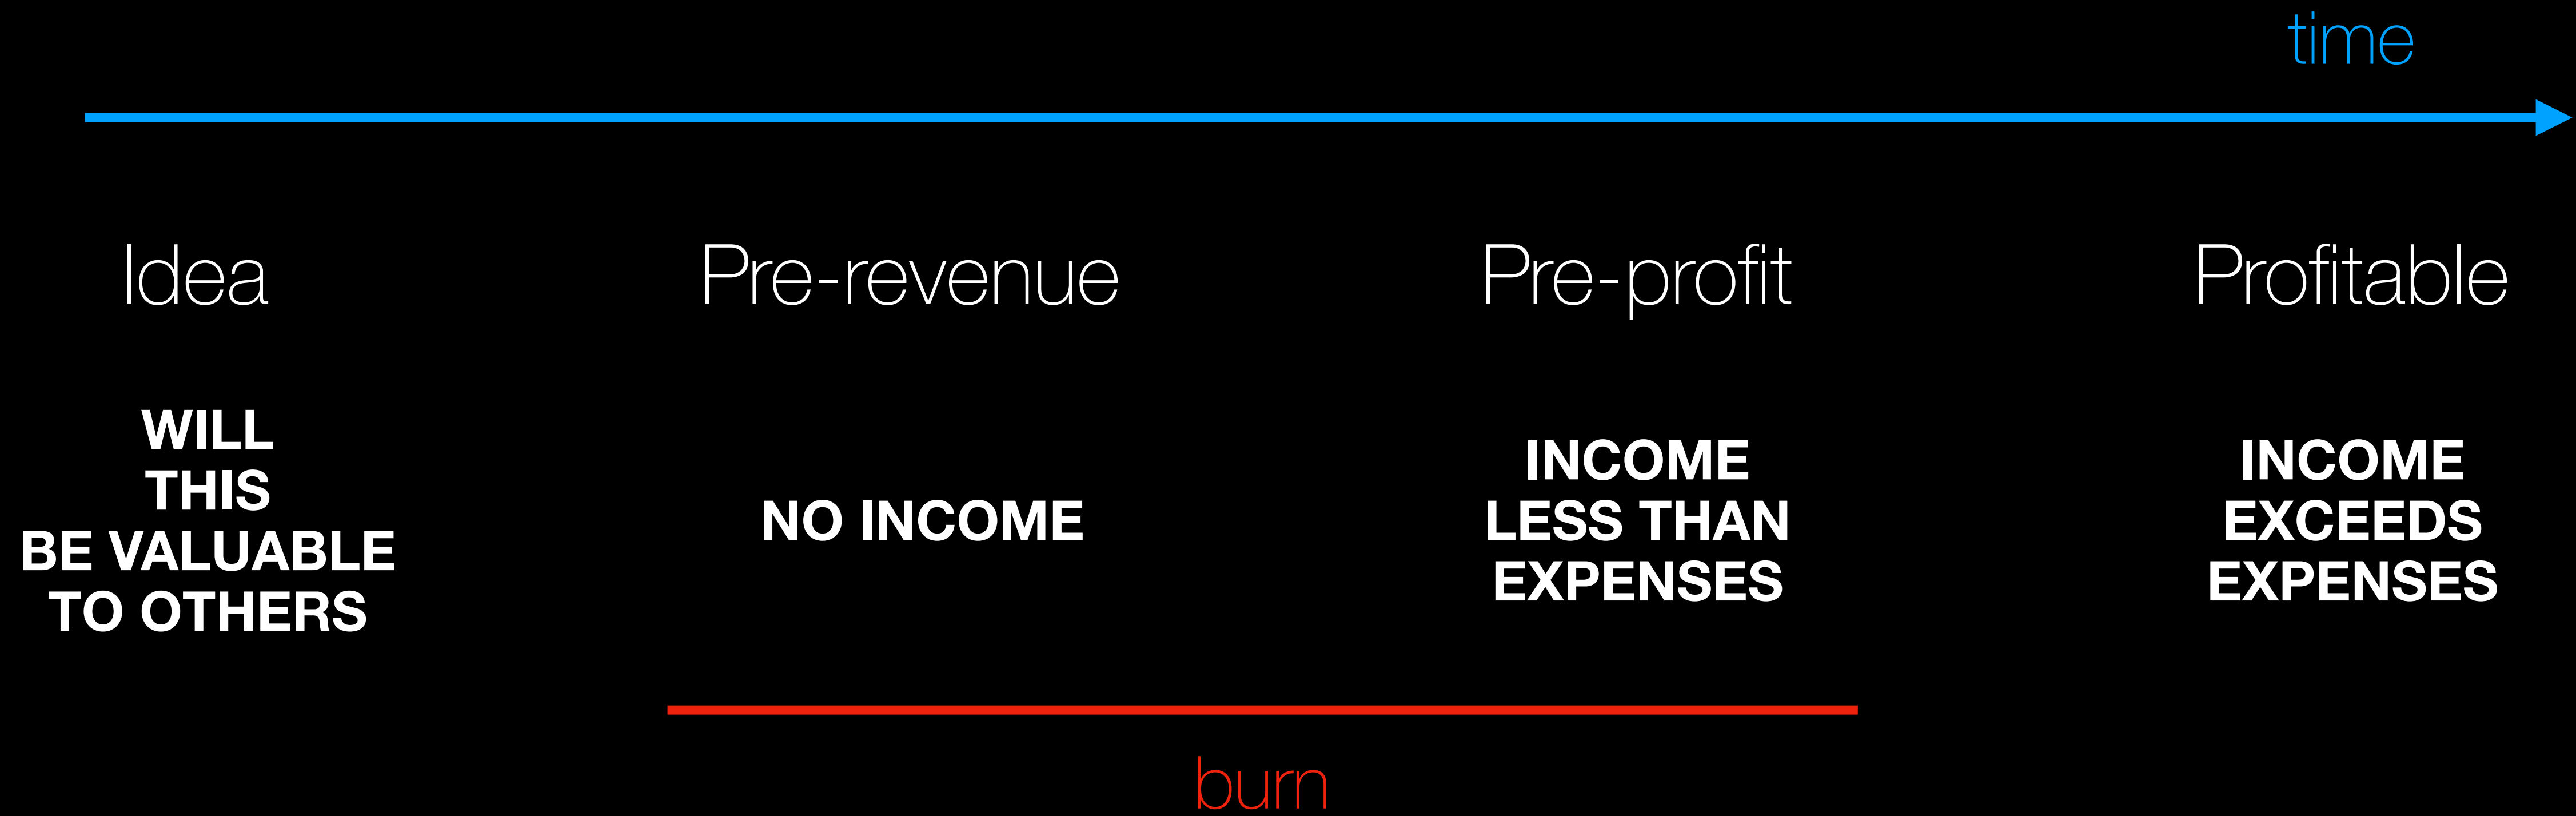 time
Idea
Pre-revenue
Pre-profit
Profitable
WILL
THIS
BE VALUABLE
TO OTHERS
NO INCOME
INCOME
LESS THAN
EXPENSES
INCOME
EXCEEDS
EXPENSES
burn